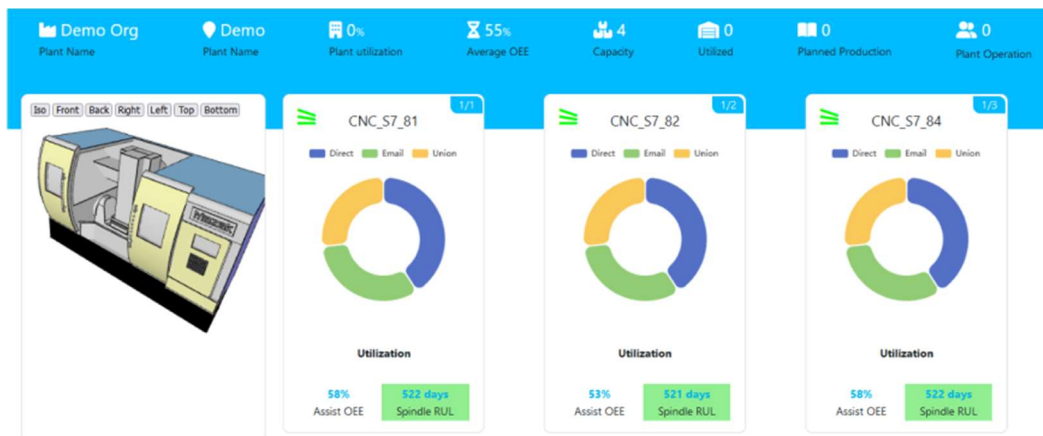 Demo Org
Plant Name
Demo
Plant Name
0%
Plant utilization
55%
Average OEE
4
Capacity
0
Utilized
0
Planned Production
0
Plant Operation
Iso Front Back Right Left Top Bottom
1/1
CNC_S7_81
Direct Email Union
Utilization
58%
Assist OEE
522 days
Spindle RUL
1/2
CNC_S7_82
Direct Email Union
Utilization
53%
Assist OEE
521 days
Spindle RUL
1/3
CNC_S7_84
Direct Email Union
Utilization
58%
Assist OEE
522 days
Spindle RUL